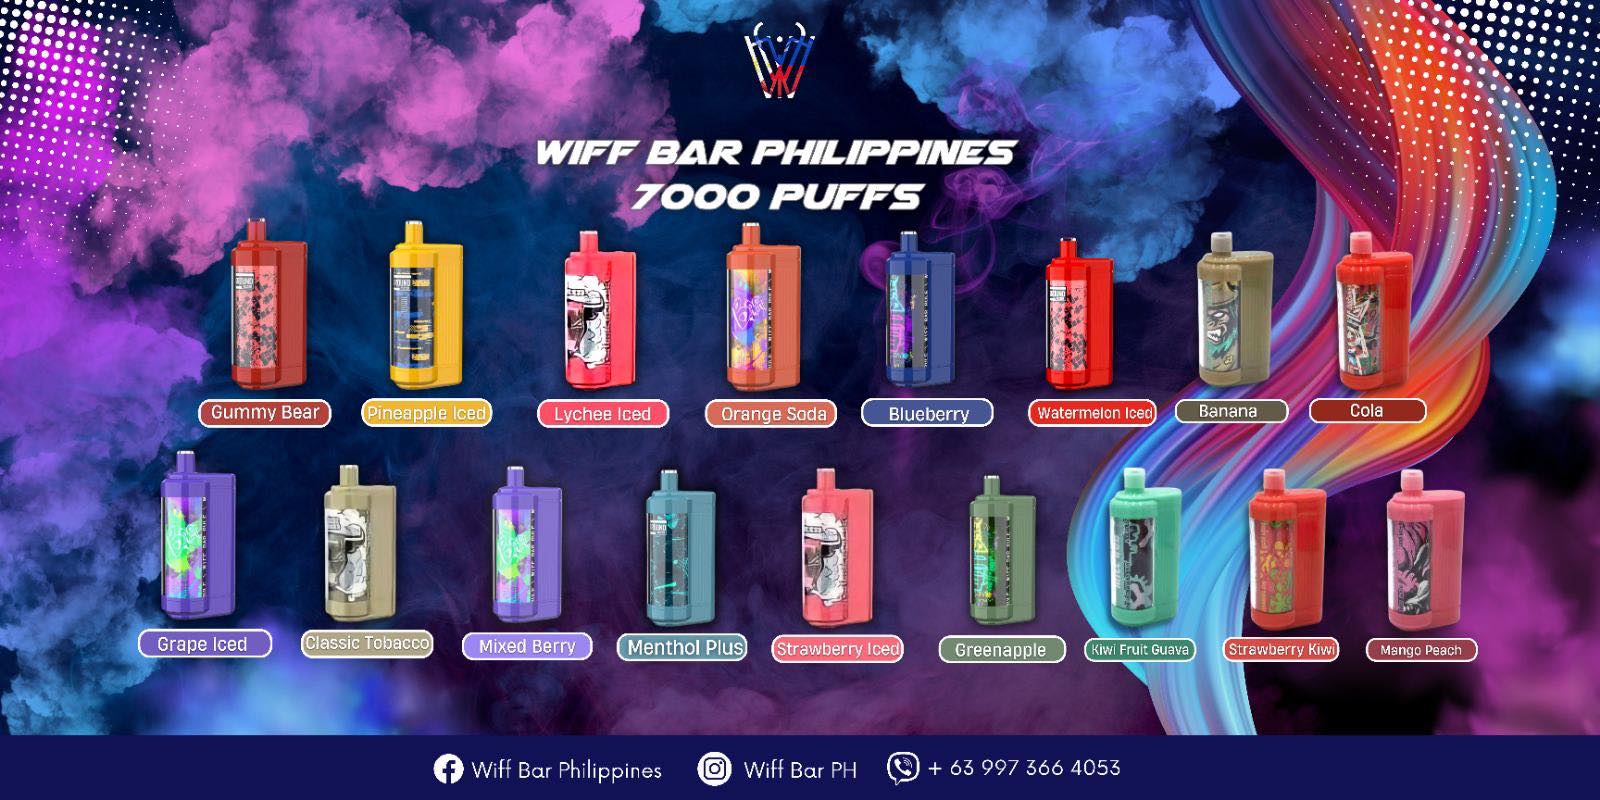 WIFF BAR PHILIPPINES
7000 PUFFS
Gummy Bear
Pineapple Iced
Lychee Iced
Orange Soda
Blueberry
Watermelon Iced
Banana
Cola
Grape Iced
Classic Tobacco
Mixed Berry
Menthol Plus
Strawberry Iced
Greenapple
Kiwi Fruit Guava
Strawberry Kiwi
Mango Peach
Wiff Bar Philippines
Wiff Bar PH
+ 63 997 366 4053